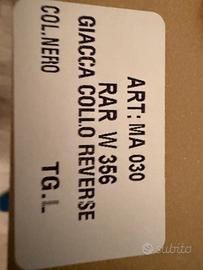 ART: MA 030
RAR W 356
GIACCA COLLO REVERSE
COL.NERO
TG.L
subito